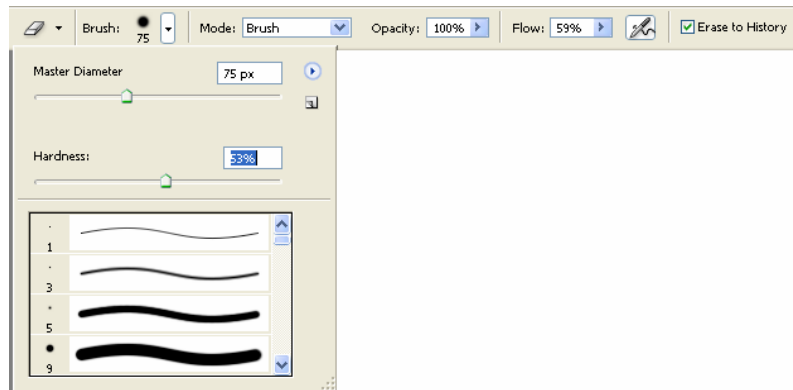 Brush: 75 Mode: Brush Opacity: 100% Flow: 59% Erase to History
Master Diameter 75 px
Hardness: 53%
1
3
5
9